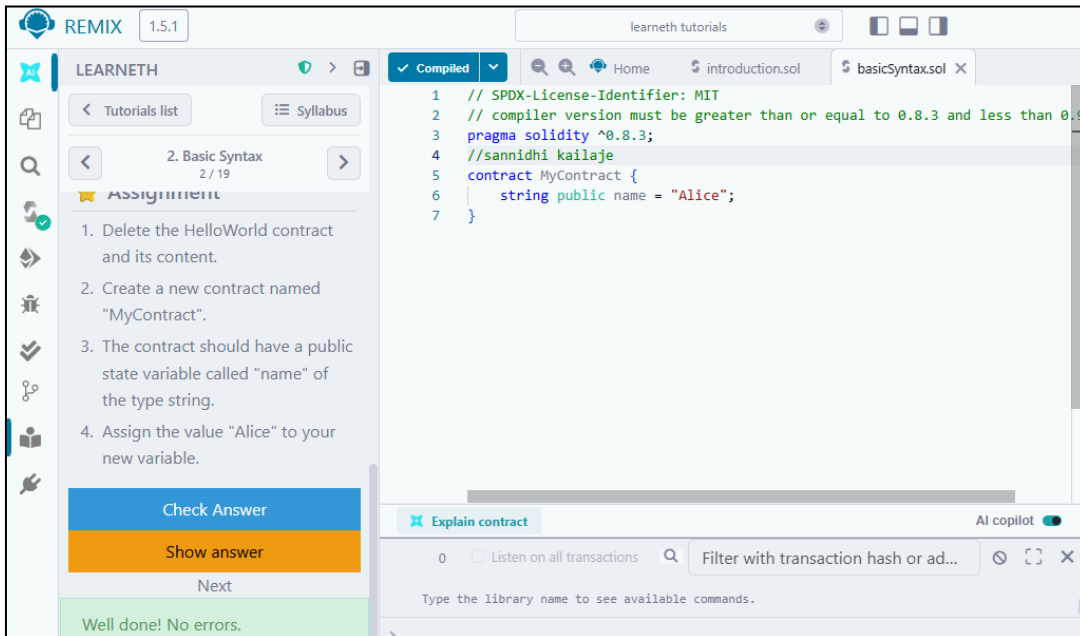 REMIX 1.5.1
learneth tutorials
LEARNETH
Compiled
Home
introduction.sol
basicSyntax.sol
Tutorials list
Syllabus
2. Basic Syntax
2 / 19
Assignment
1. Delete the HelloWorld contract
and its content.
2. Create a new contract named
"MyContract".
3. The contract should have a public
state variable called "name" of
the type string.
4. Assign the value "Alice" to your
new variable.
Check Answer
Show answer
Next
Well done! No errors.
1 // SPDX-License-Identifier: MIT
2 // compiler version must be greater than or equal to 0.8.3 and less than 0.9
3 pragma solidity ^0.8.3;
4 //sannidhi kailaje
5 contract MyContract {
6 string public name = "Alice";
7 }
Explain contract
AI copilot
0 Listen on all transactions
Filter with transaction hash or ad...
Type the library name to see available commands.
>
AI